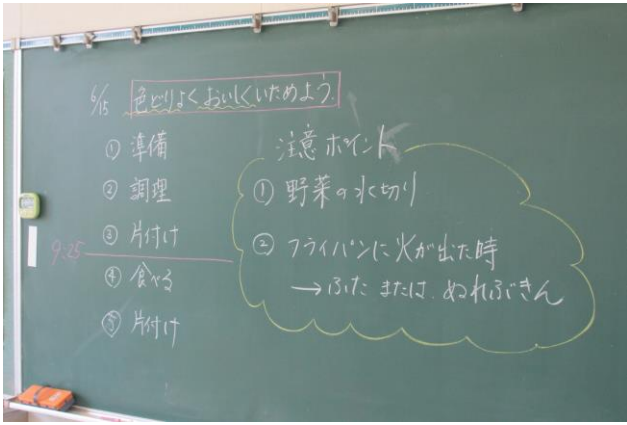 6/15 色どりよくおいしくいためよう。
① 準備
② 調理
③ 片付け
9:25
④ 食べる
⑤ 片付け
注意ポイント
① 野菜の水切り
② フライパンに火が出た時
→ふた または、ぬれぶきん